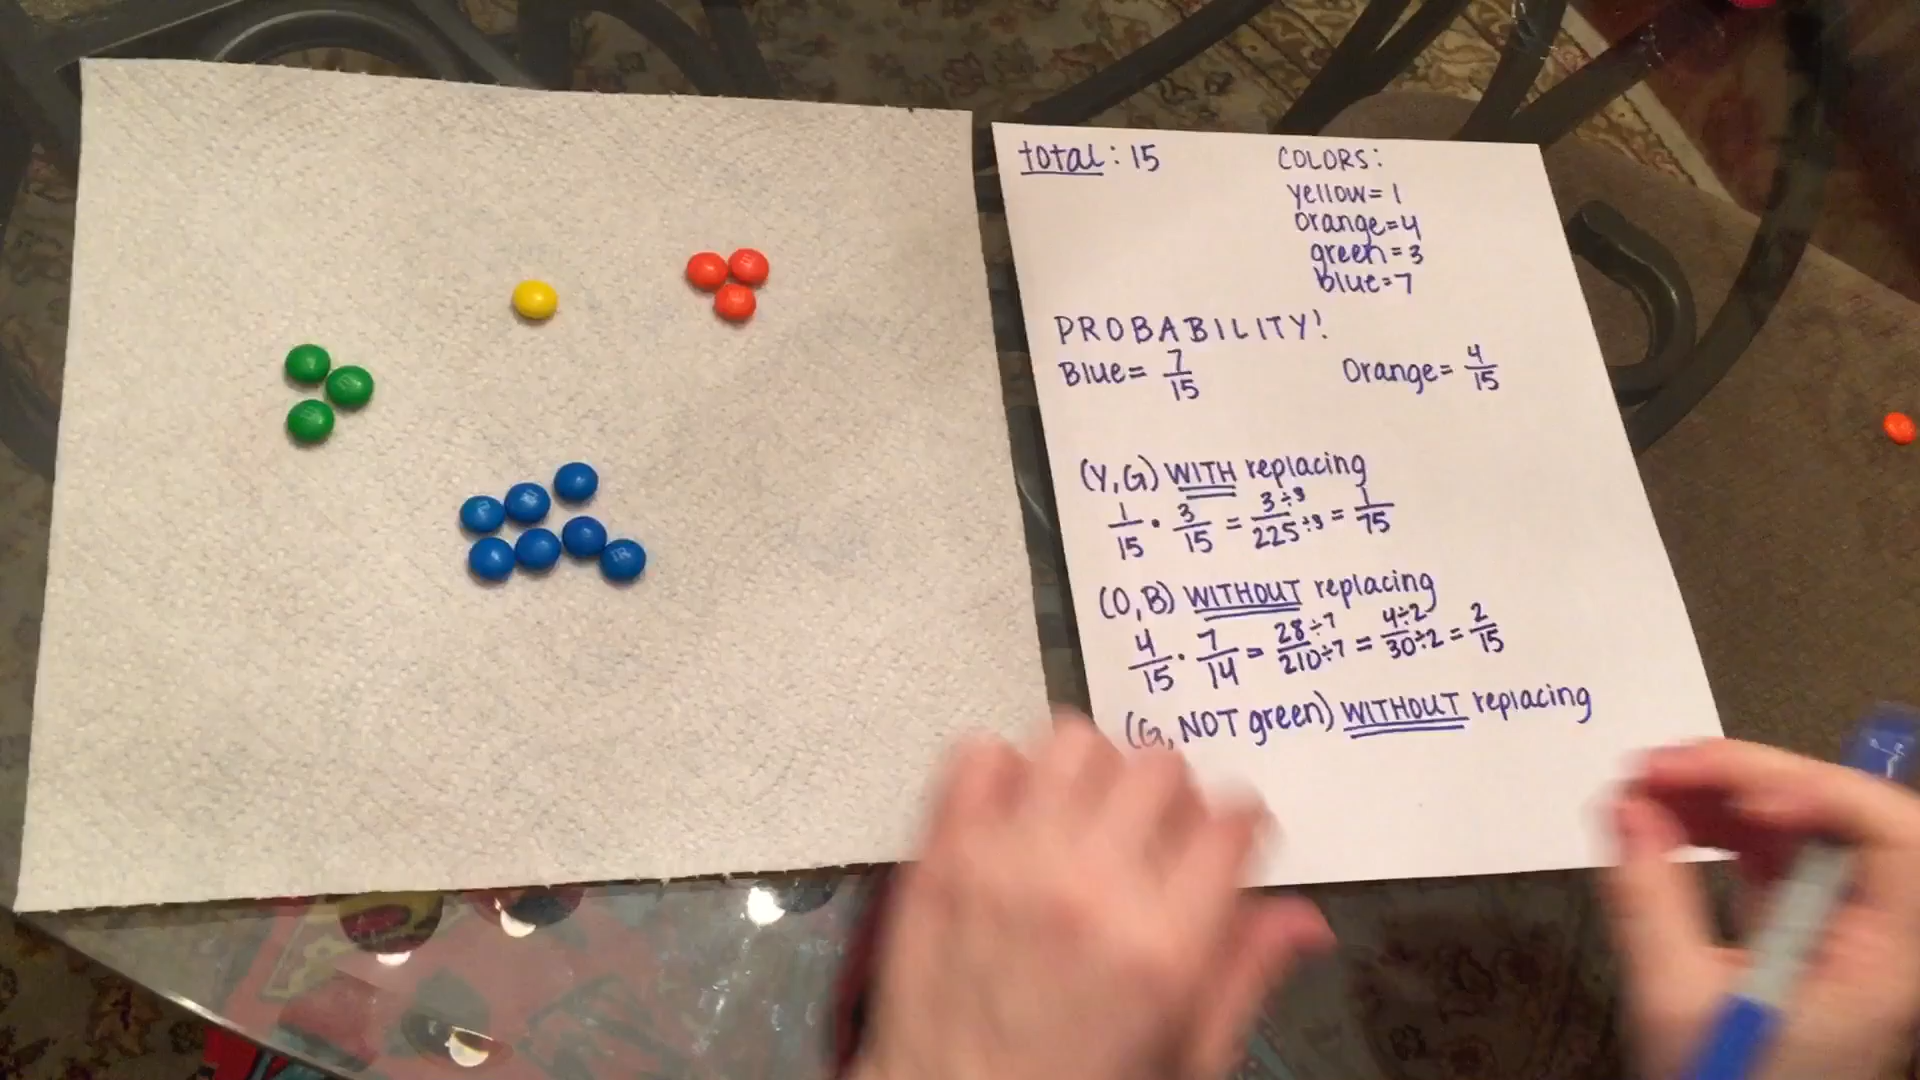 total: 15
COLORS:
yellow = 1
orange = 4
green = 3
blue = 7
PROBABILITY!
Blue = 7/15
Orange = 4/15
(Y,G) WITH replacing
1/15 · 3/15 = 3÷3/225÷3 = 1/75
(O,B) WITHOUT replacing
4/15 · 7/14 = 28÷7/210÷7 = 4÷2/30÷2 = 2/15
(G, NOT green) WITHOUT replacing